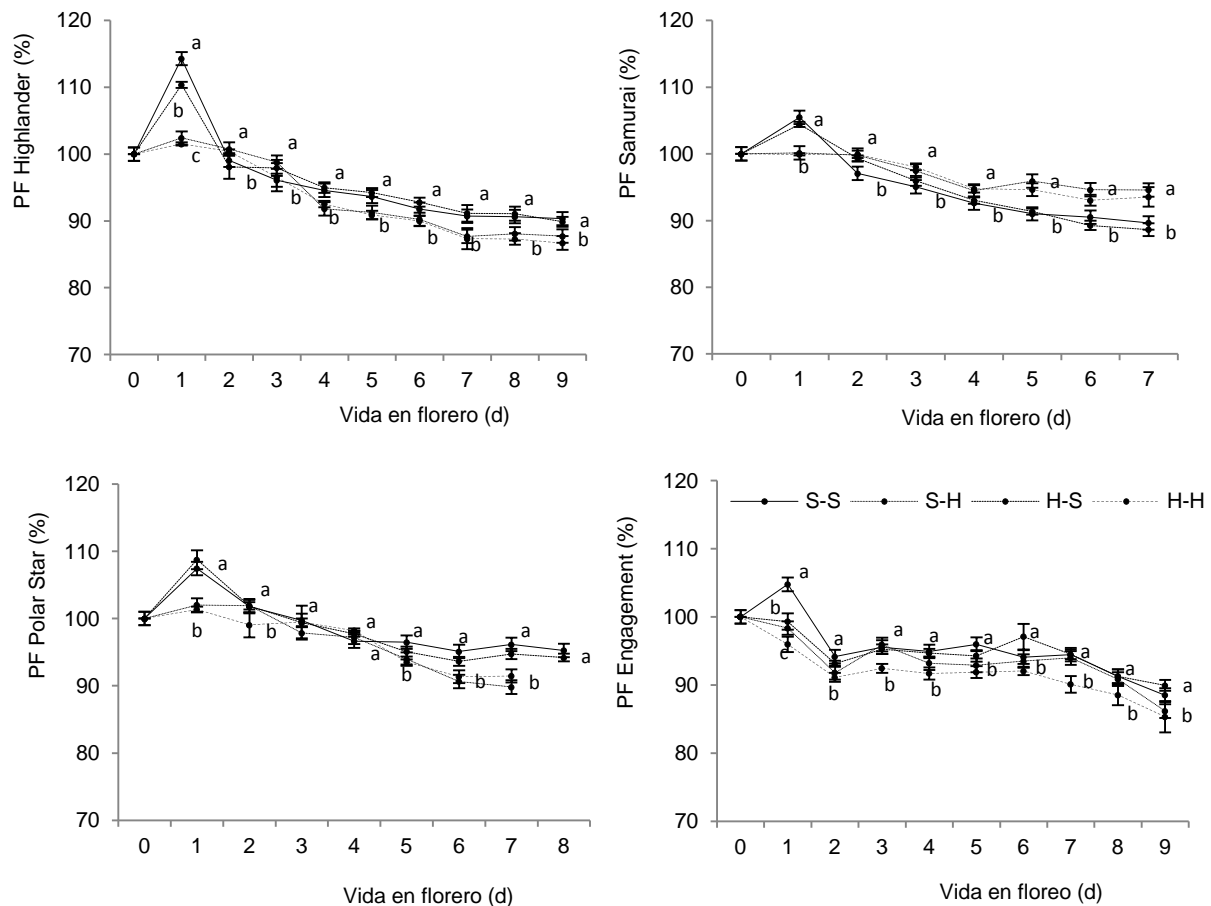 PF Highlander (%)
120
110
100
90
80
70
a
b
c
a
b
a
b
a
b
a
b
a
b
a
b
a
b
a
b
0 1 2 3 4 5 6 7 8 9
Vida en florero (d)
PF Samurai (%)
120
110
100
90
80
70
a
b
a
b
a
b
a
b
a
b
a
b
a
b
0 1 2 3 4 5 6 7
Vida en florero (d)
PF Polar Star (%)
120
110
100
90
80
70
a
b
a
b
a
a
a
b
a
b
a
b
a
0 1 2 3 4 5 6 7 8
Vida en florero (d)
PF Engagement (%)
120
110
100
90
80
70
S-S S-H H-S H-H
a
b
c
a
b
a
b
a
b
a
b
a
b
a
b
a
b
a
b
0 1 2 3 4 5 6 7 8 9
Vida en floreo (d)